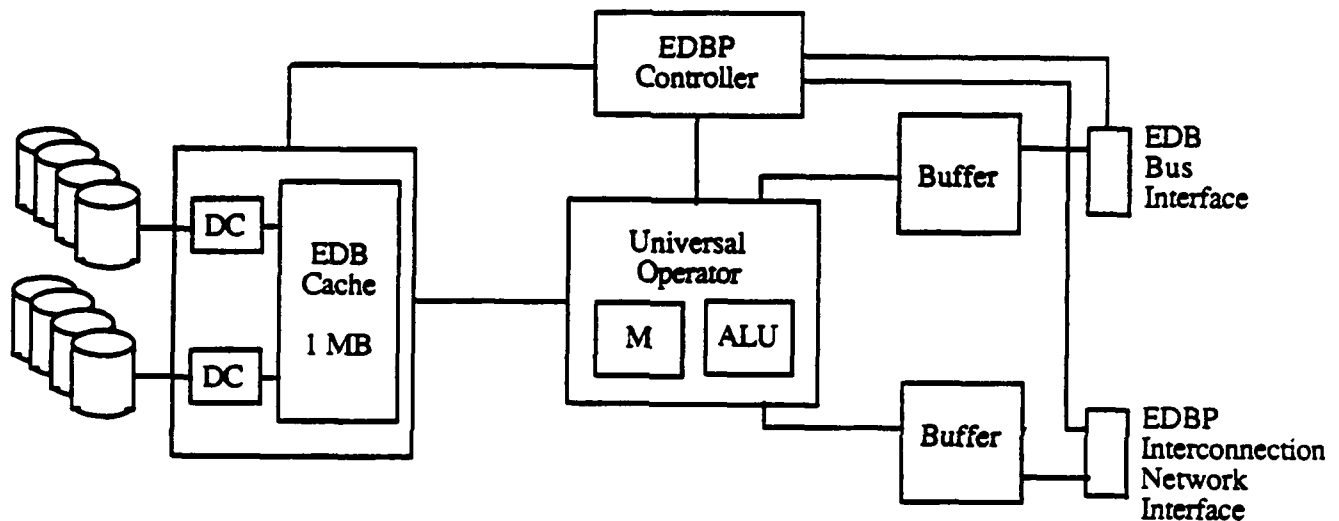 EDBP
Controller
EDB
Bus
Interface
Buffer
DC
EDB
Cache
1 MB
Universal
Operator
M
ALU
DC
Buffer
EDBP
Interconnection
Network
Interface